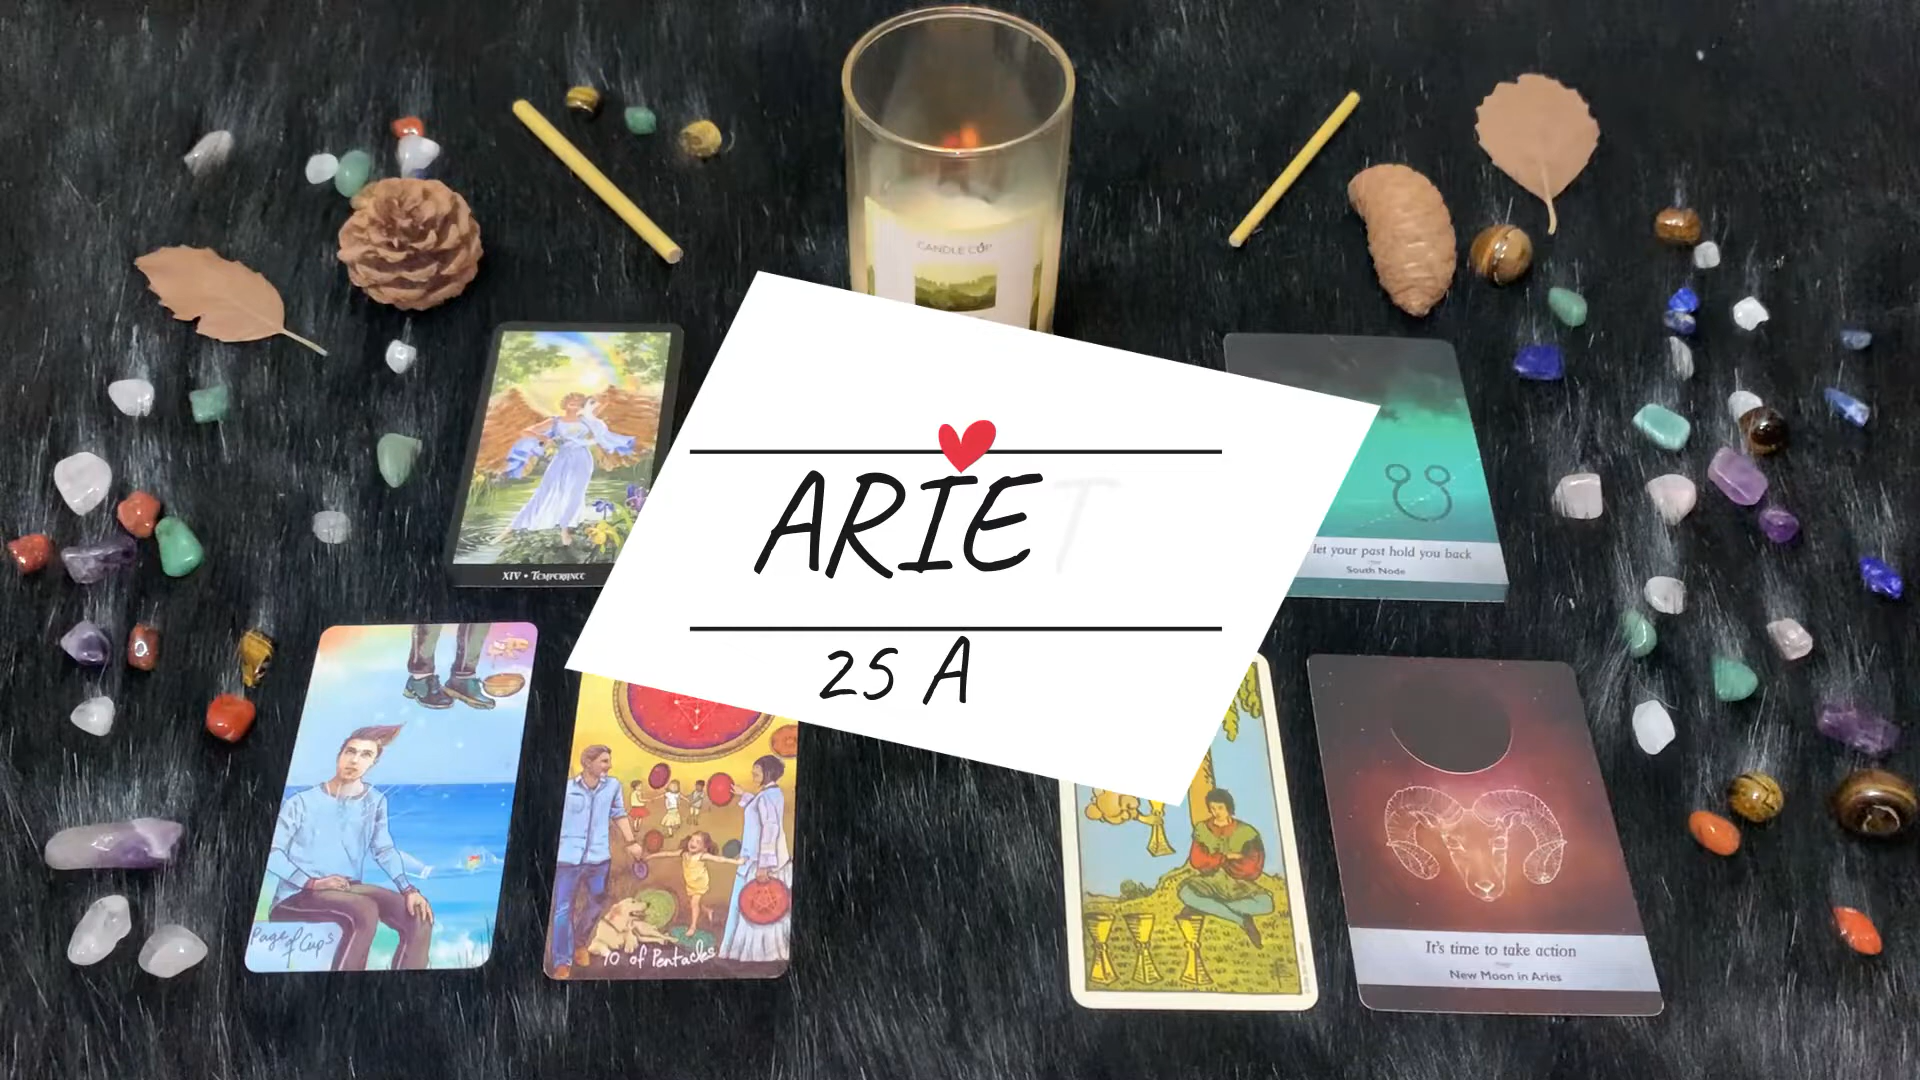 CANDLE CUP
ARIET
25 A
XIV • TEMPERANCE
let your past hold you back
South Node
Page of Cups
10 of Pentacles
It's time to take action
New Moon in Aries